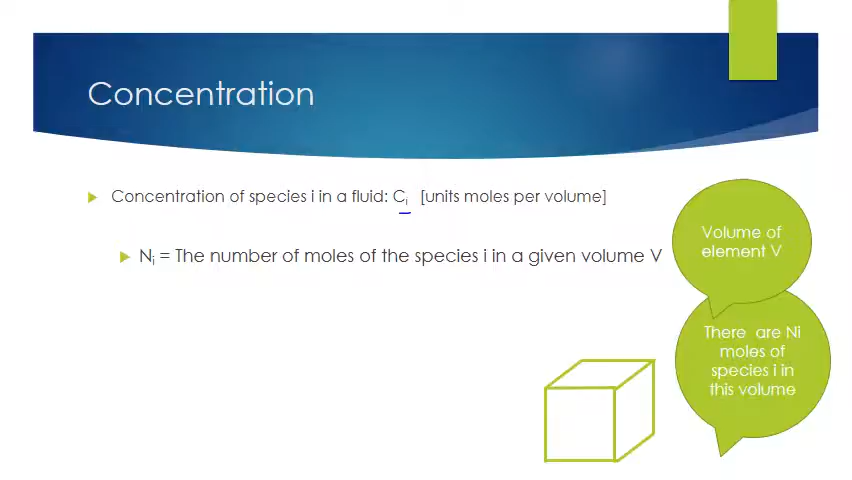 Concentration
Concentration of species i in a fluid: Ci [units moles per volume]
Ni = The number of moles of the species i in a given volume V
Volume of
element V
There are Ni
moles of
species i in
this volume